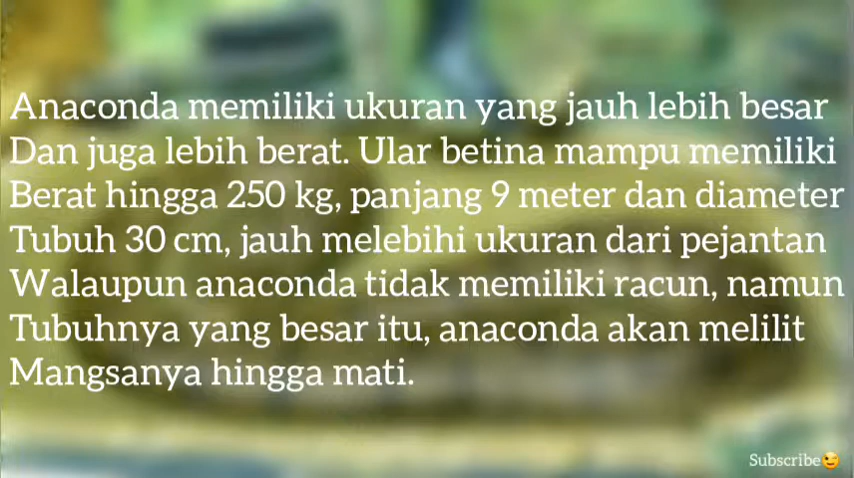 Anaconda memiliki ukuran yang jauh lebih besar
Dan juga lebih berat. Ular betina mampu memiliki
Berat hingga 250 kg, panjang 9 meter dan diameter
Tubuh 30 cm, jauh melebihi ukuran dari pejantan
Walaupun anaconda tidak memiliki racun, namun
Tubuhnya yang besar itu, anaconda akan melilit
Mangsanya hingga mati.
Subscribe😉